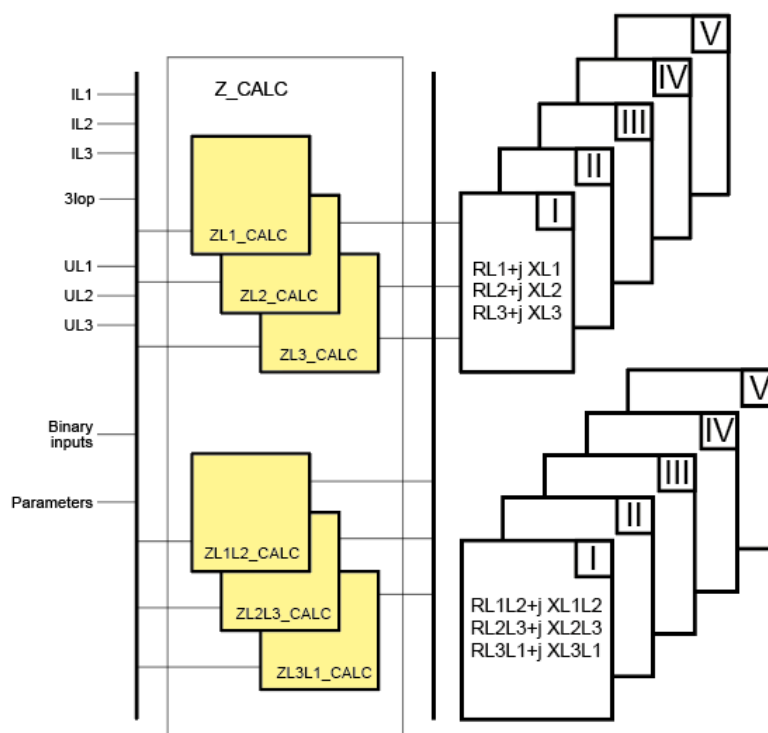 Z_CALC
IL1
IL2
IL3
3Iop
UL1
UL2
UL3
Binary
inputs
Parameters
ZL1_CALC
ZL2_CALC
ZL3_CALC
ZL1L2_CALC
ZL2L3_CALC
ZL3L1_CALC
V
IV
III
II
I
RL1+j XL1
RL2+j XL2
RL3+j XL3
V
IV
III
II
I
RL1L2+j XL1L2
RL2L3+j XL2L3
RL3L1+j XL3L1